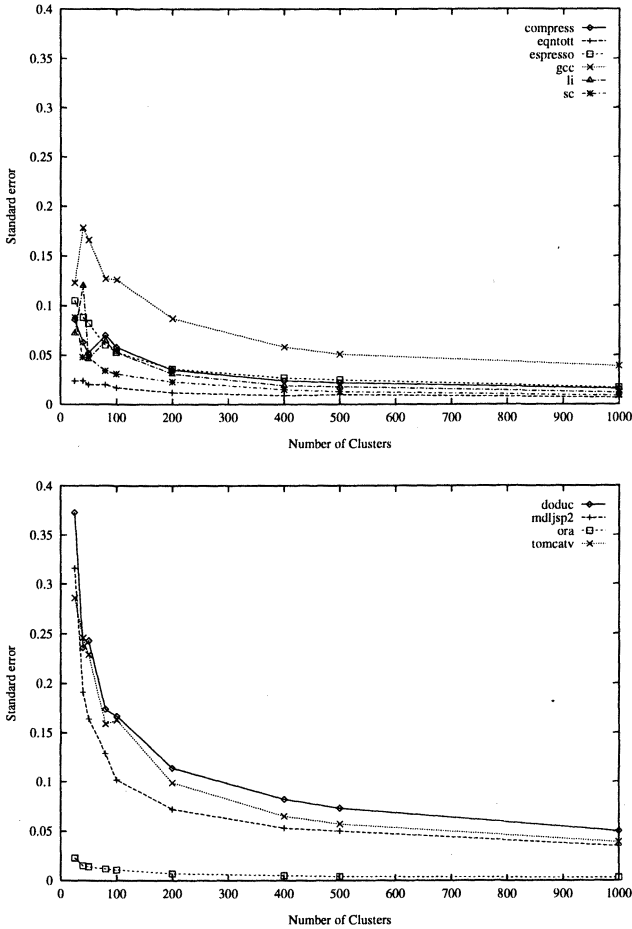 0.4
0.35
0.3
0.25
0.2
0.15
0.1
0.05
0
Standard error
compress
eqntott
espresso
gcc
li
sc
0 100 200 300 400 500 600 700 800 900 1000
Number of Clusters
0.4
0.35
0.3
0.25
0.2
0.15
0.1
0.05
0
Standard error
doduc
mdljsp2
ora
tomcatv
0 100 200 300 400 500 600 700 800 900 1000
Number of Clusters